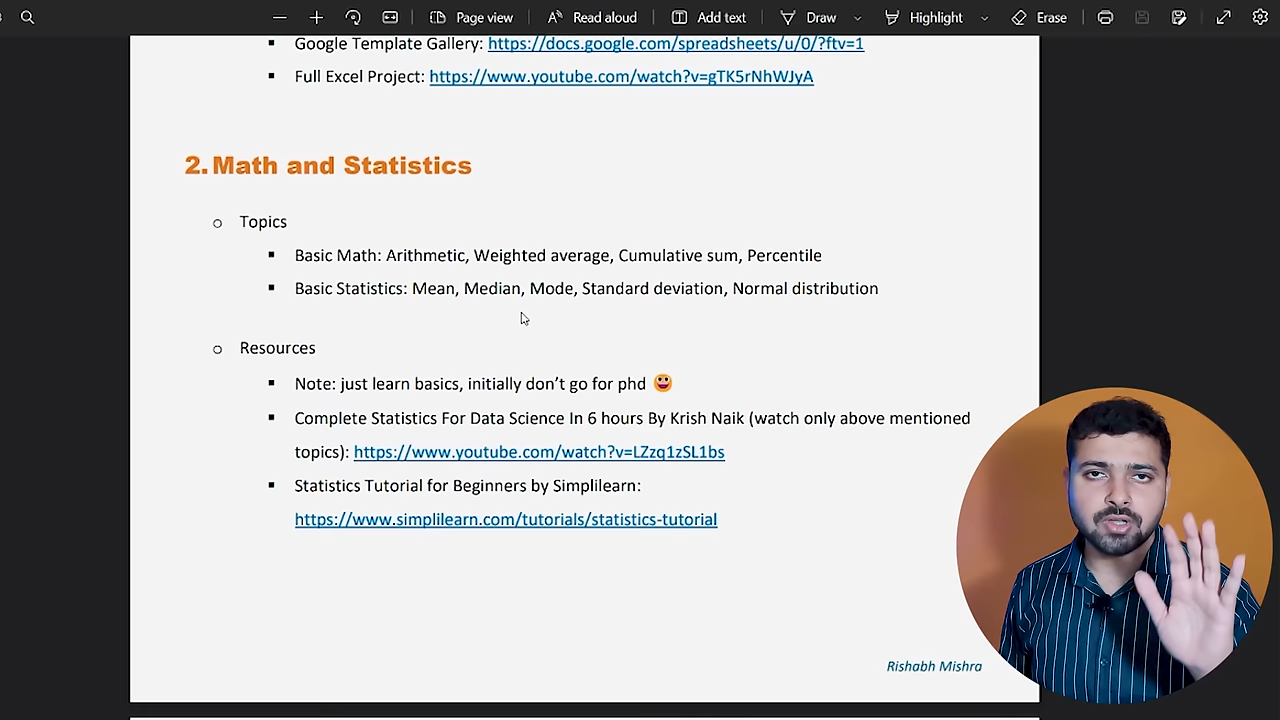 Page view
Read aloud
Add text
Draw
Highlight
Erase
▪ Google Template Gallery: https://docs.google.com/spreadsheets/u/0/?ftv=1
▪ Full Excel Project: https://www.youtube.com/watch?v=gTK5rNhWJyA
2. Math and Statistics
o Topics
▪ Basic Math: Arithmetic, Weighted average, Cumulative sum, Percentile
▪ Basic Statistics: Mean, Median, Mode, Standard deviation, Normal distribution
o Resources
▪ Note: just learn basics, initially don't go for phd 😀
▪ Complete Statistics For Data Science In 6 hours By Krish Naik (watch only above mentioned
topics): https://www.youtube.com/watch?v=LZzq1zSL1bs
▪ Statistics Tutorial for Beginners by Simplilearn:
https://www.simplilearn.com/tutorials/statistics-tutorial
Rishabh Mishra